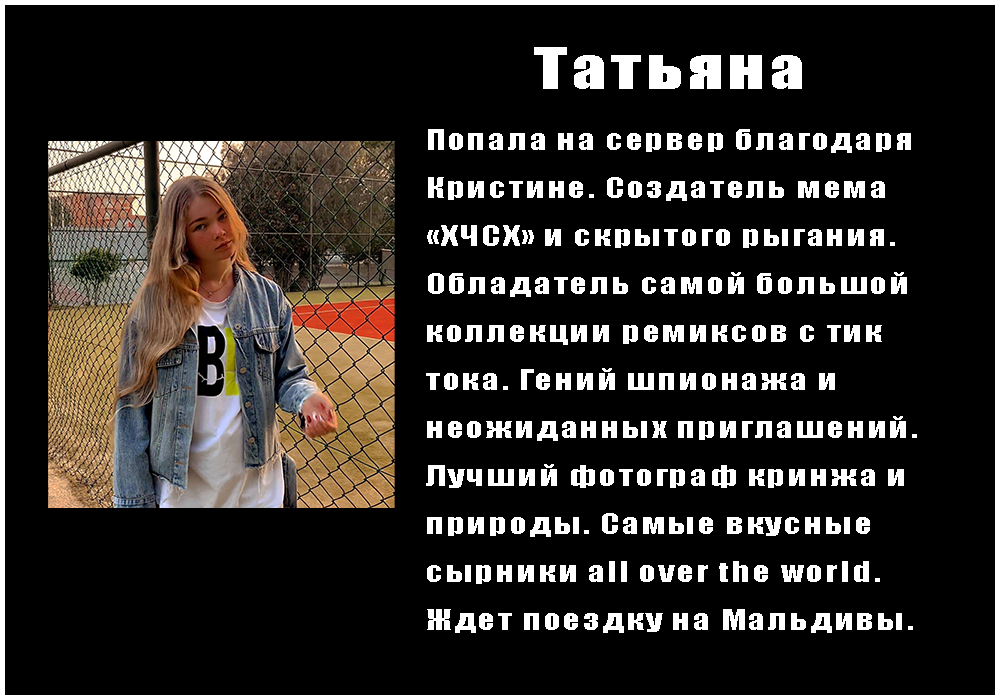 Татьяна
Попала на сервер благодаря
Кристине. Создатель мема
«ХЧСХ» и скрытого рыгания.
Обладатель самой большой
коллекции ремиксов с тик
тока. Гений шпионажа и
неожиданных приглашений.
Лучший фотограф кринжа и
природы. Самые вкусные
сырники all over the world.
Ждет поездку на Мальдивы.
B